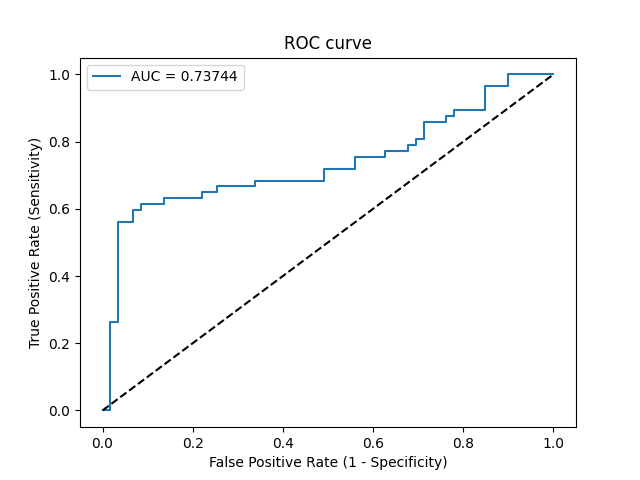 ROC curve
AUC = 0.73744
1.0
0.8
0.6
0.4
0.2
0.0
True Positive Rate (Sensitivity)
0.0 0.2 0.4 0.6 0.8 1.0
False Positive Rate (1 - Specificity)